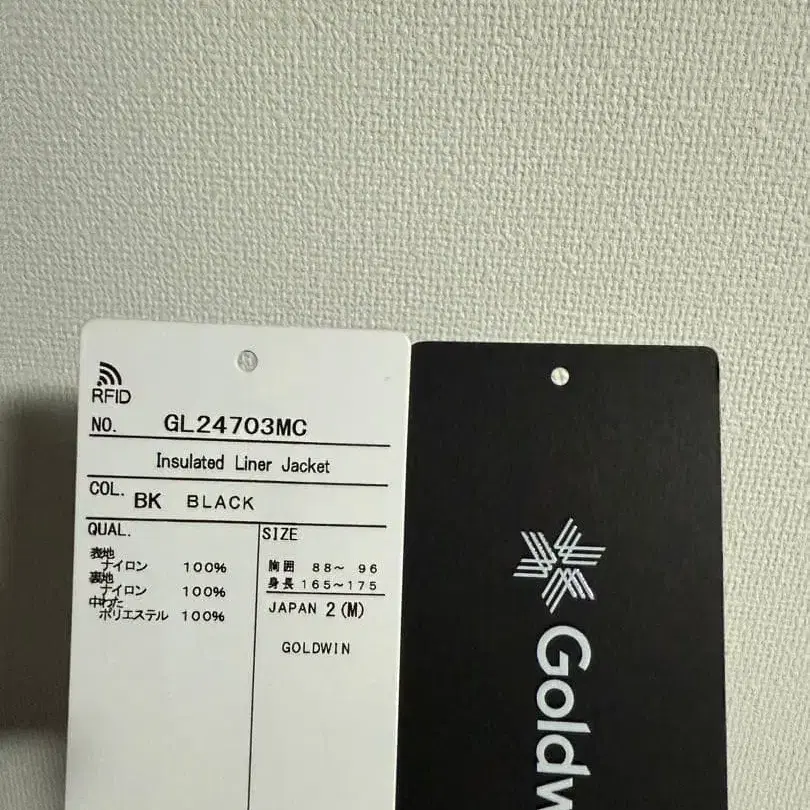 RFID
NO. GL24703MC
Insulated Liner Jacket
COL. BK BLACK
QUAL.
表地
ナイロン 100%
裏地
ナイロン 100%
中わた
ポリエステル 100%
SIZE
胸囲 88～ 96
身長 165～175
JAPAN 2(M)
GOLDWIN
Goldw